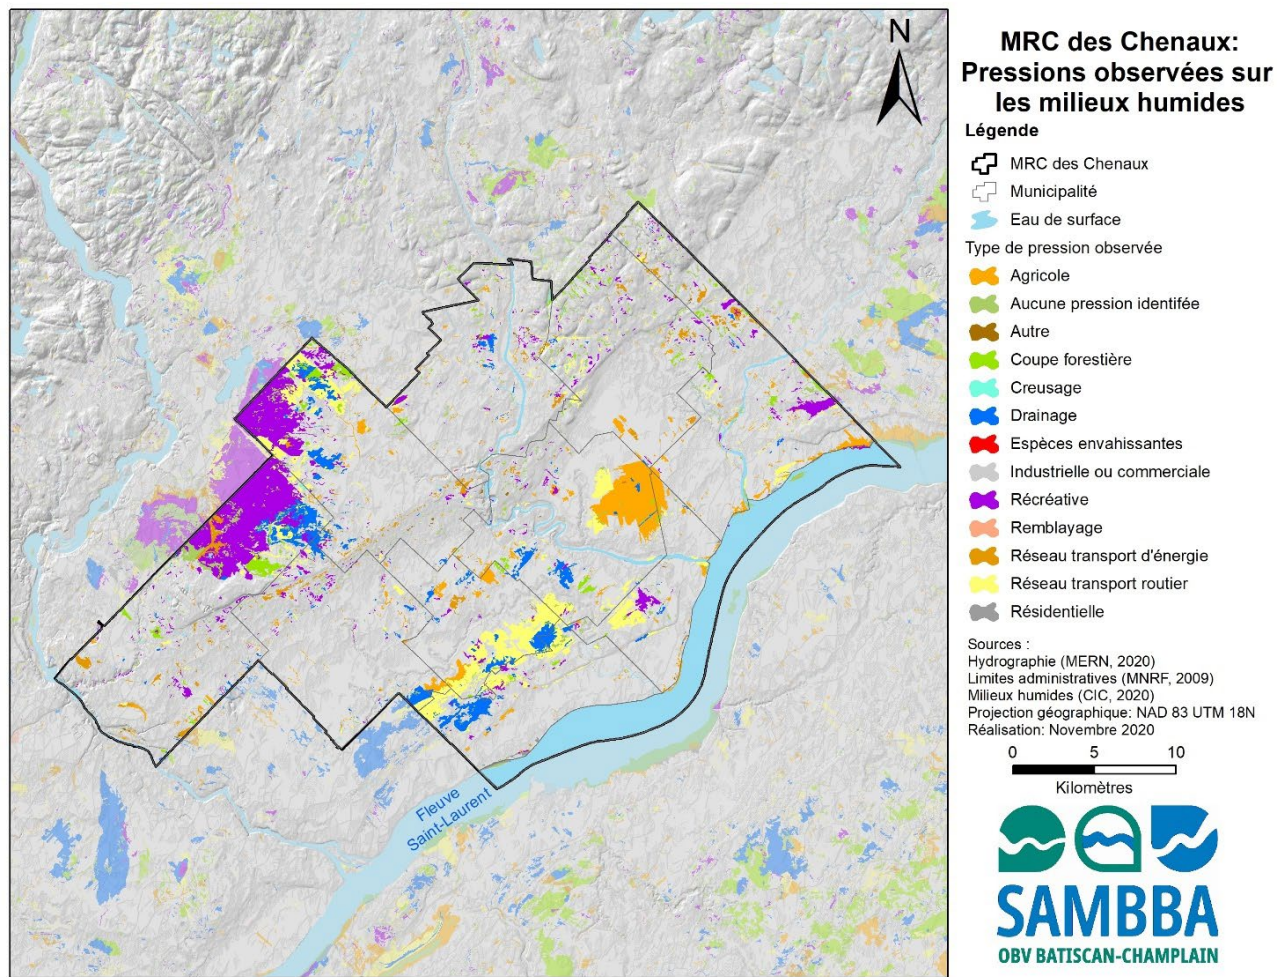 N
Fleuve
Saint-Laurent
MRC des Chenaux:
Pressions observées sur
les milieux humides
Légende
MRC des Chenaux
Municipalité
Eau de surface
Type de pression observée
Agricole
Aucune pression identifée
Autre
Coupe forestière
Creusage
Drainage
Espèces envahissantes
Industrielle ou commerciale
Récréative
Remblayage
Réseau transport d'énergie
Réseau transport routier
Résidentielle
Sources :
Hydrographie (MERN, 2020)
Limites administratives (MNRF, 2009)
Milieux humides (CIC, 2020)
Projection géographique: NAD 83 UTM 18N
Réalisation: Novembre 2020
0 5 10
Kilomètres
SAMBBA
OBV BATISCAN-CHAMPLAIN